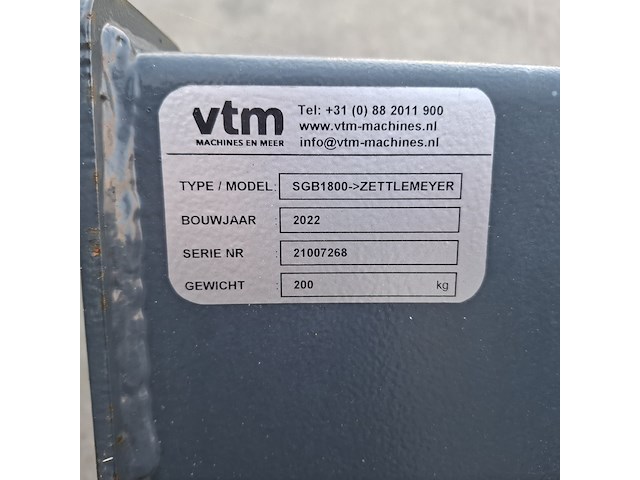 vtm
MACHINES EN MEER
Tel: +31 (0) 88 2011 900
www.vtm-machines.nl
info@vtm-machines.nl
TYPE / MODEL: SGB1800->ZETTLEMEYER
BOUWJAAR : 2022
SERIE NR : 21007268
GEWICHT : 200 kg